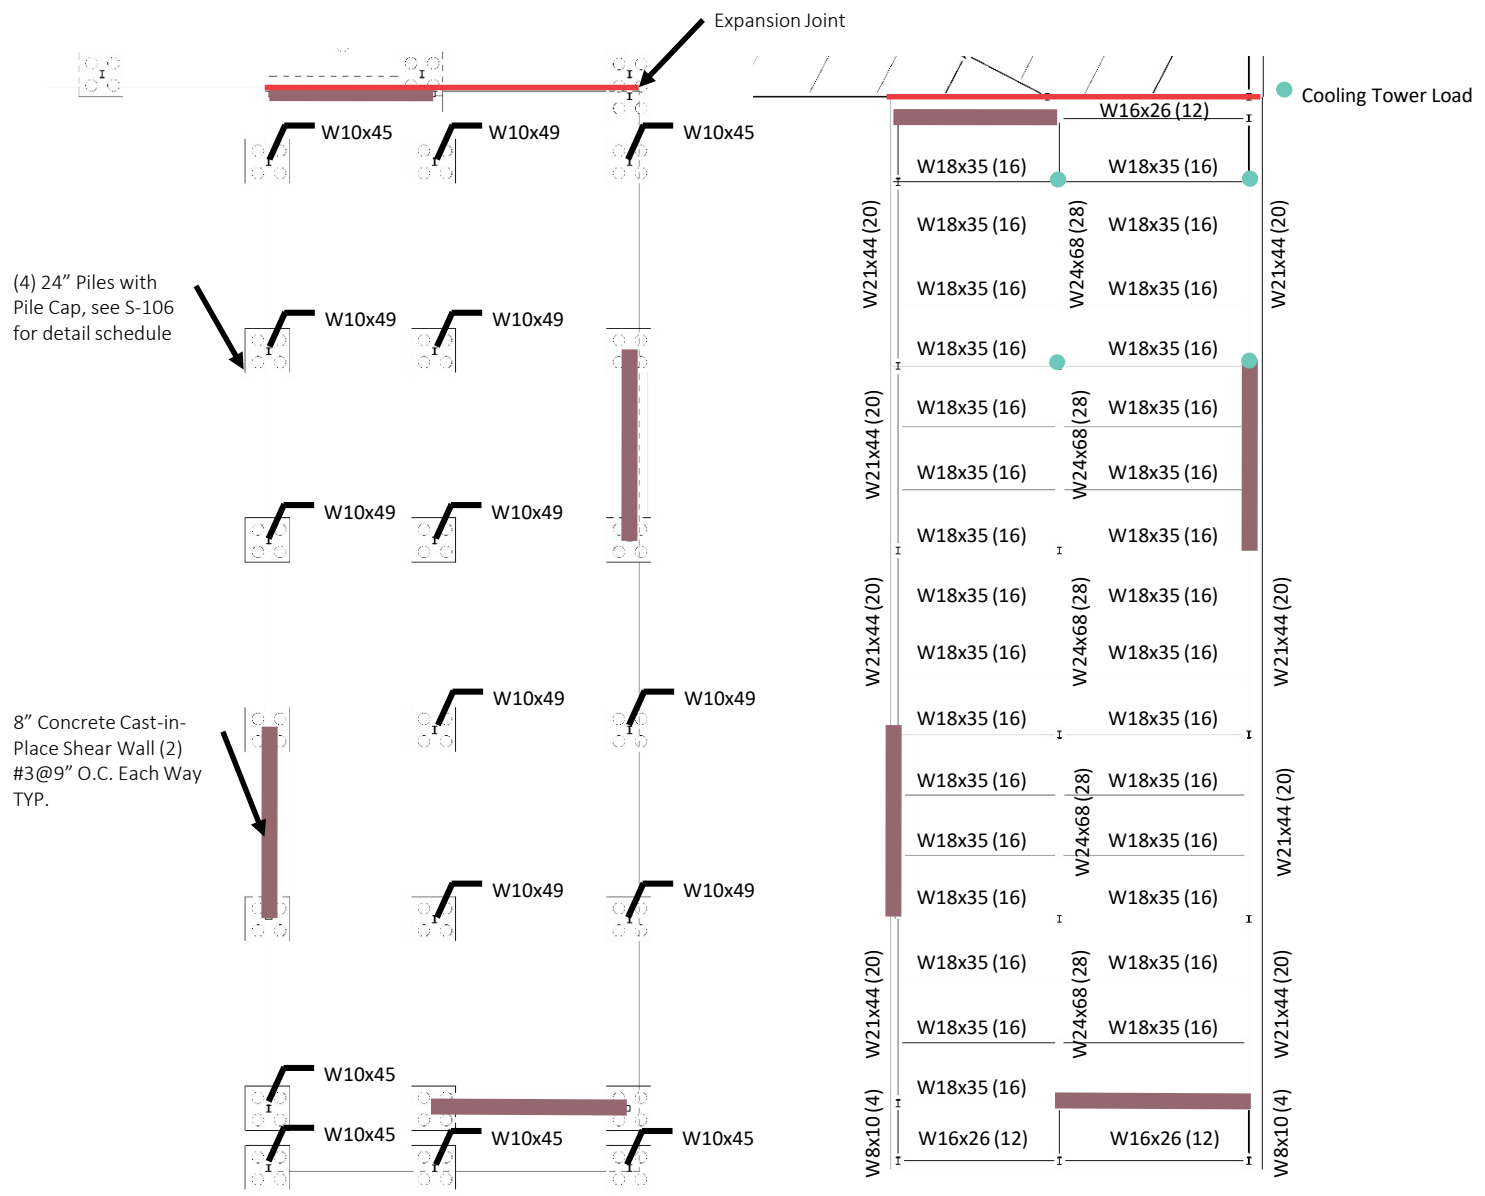 Expansion Joint
W10x45
W10x49
W10x45
(4) 24” Piles with
Pile Cap, see S-106
for detail schedule
W10x49
W10x49
W10x49
W10x49
8” Concrete Cast-in-
Place Shear Wall (2)
#3@9” O.C. Each Way
TYP.
W10x49
W10x49
W10x49
W10x49
W10x45
W10x45
W10x45
W10x45
Cooling Tower Load
W16x26 (12)
W18x35 (16)
W18x35 (16)
W21x44 (20)
W18x35 (16)
W24x68 (28)
W18x35 (16)
W21x44 (20)
W18x35 (16)
W18x35 (16)
W18x35 (16)
W18x35 (16)
W21x44 (20)
W18x35 (16)
W24x68 (28)
W18x35 (16)
W18x35 (16)
W18x35 (16)
W18x35 (16)
W18x35 (16)
W21x44 (20)
W18x35 (16)
W24x68 (28)
W18x35 (16)
W21x44 (20)
W18x35 (16)
W18x35 (16)
W18x35 (16)
W18x35 (16)
W18x35 (16)
W24x68 (28)
W18x35 (16)
W21x44 (20)
W18x35 (16)
W18x35 (16)
W18x35 (16)
W18x35 (16)
W21x44 (20)
W18x35 (16)
W24x68 (28)
W18x35 (16)
W21x44 (20)
W18x35 (16)
W18x35 (16)
W18x35 (16)
W8x10 (4)
W16x26 (12)
W16x26 (12)
W8x10 (4)